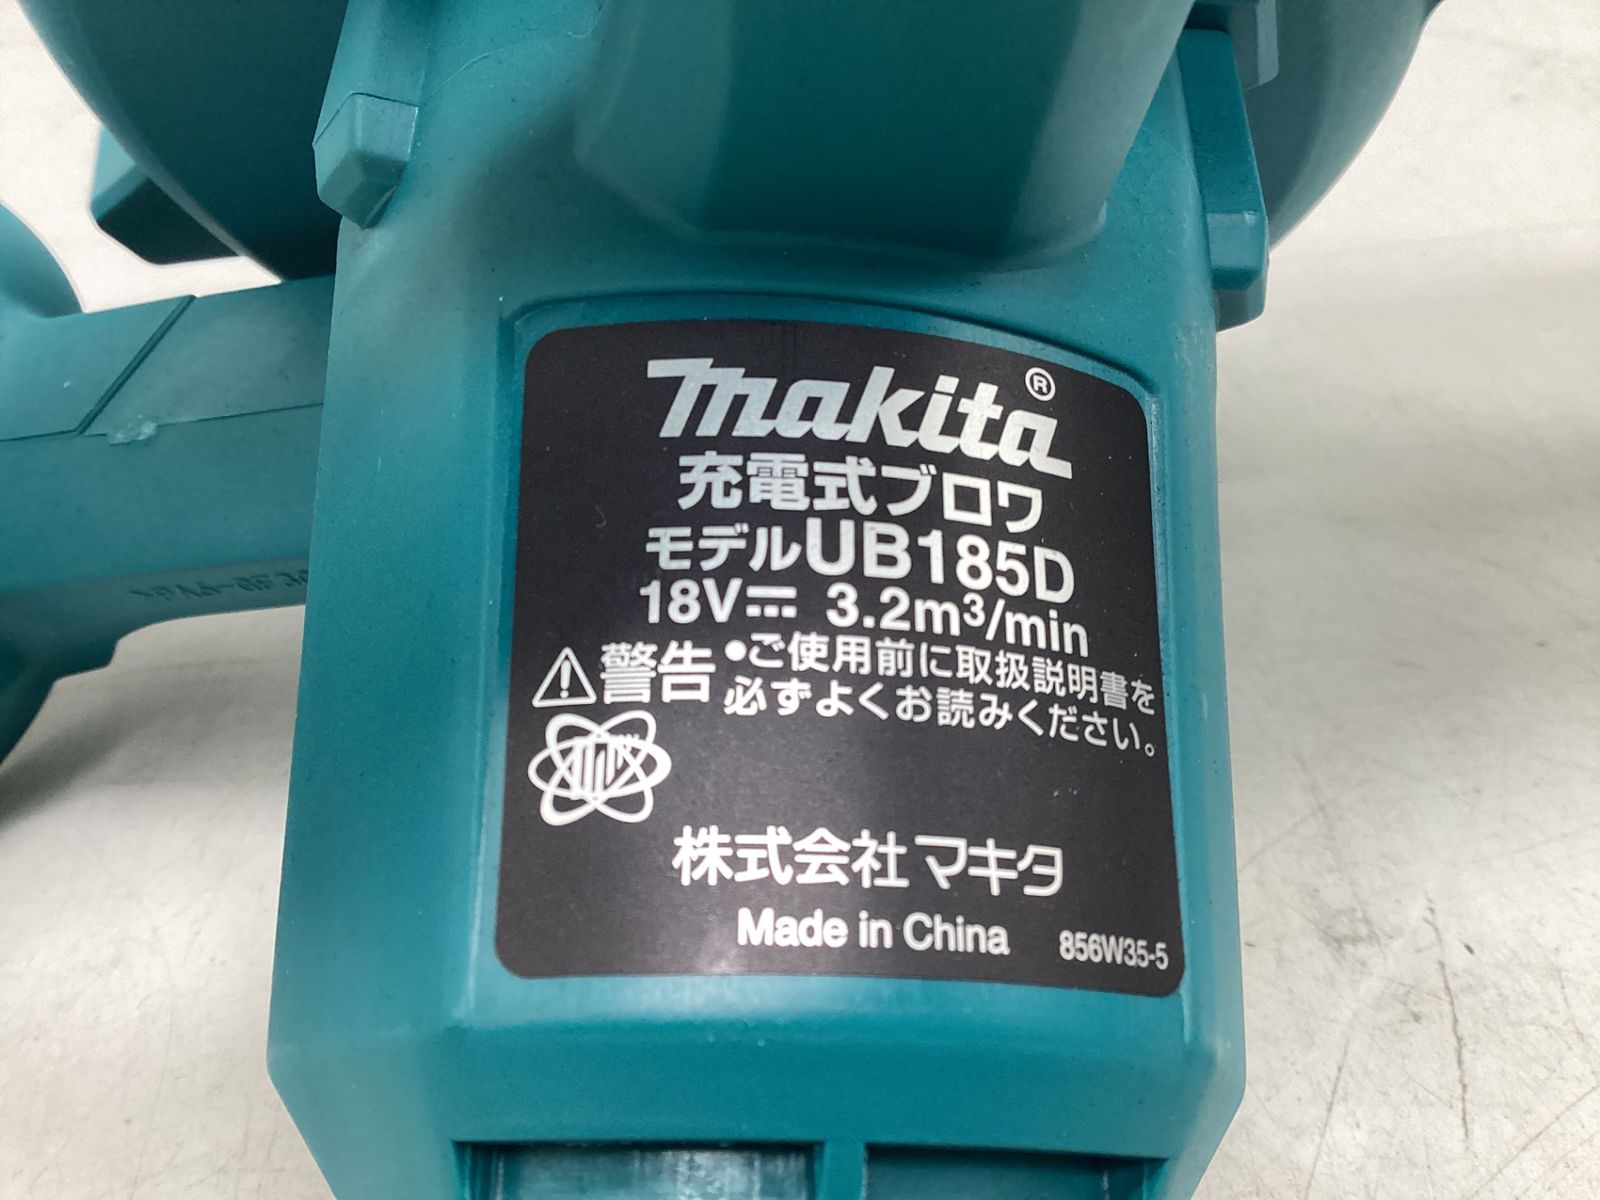 makita®
充電式ブロワ
モデルUB185D
18V⎓ 3.2m³/min
⚠警告 •ご使用前に取扱説明書を
必ずよくお読みください。
株式会社マキタ
Made in China 856W35-5